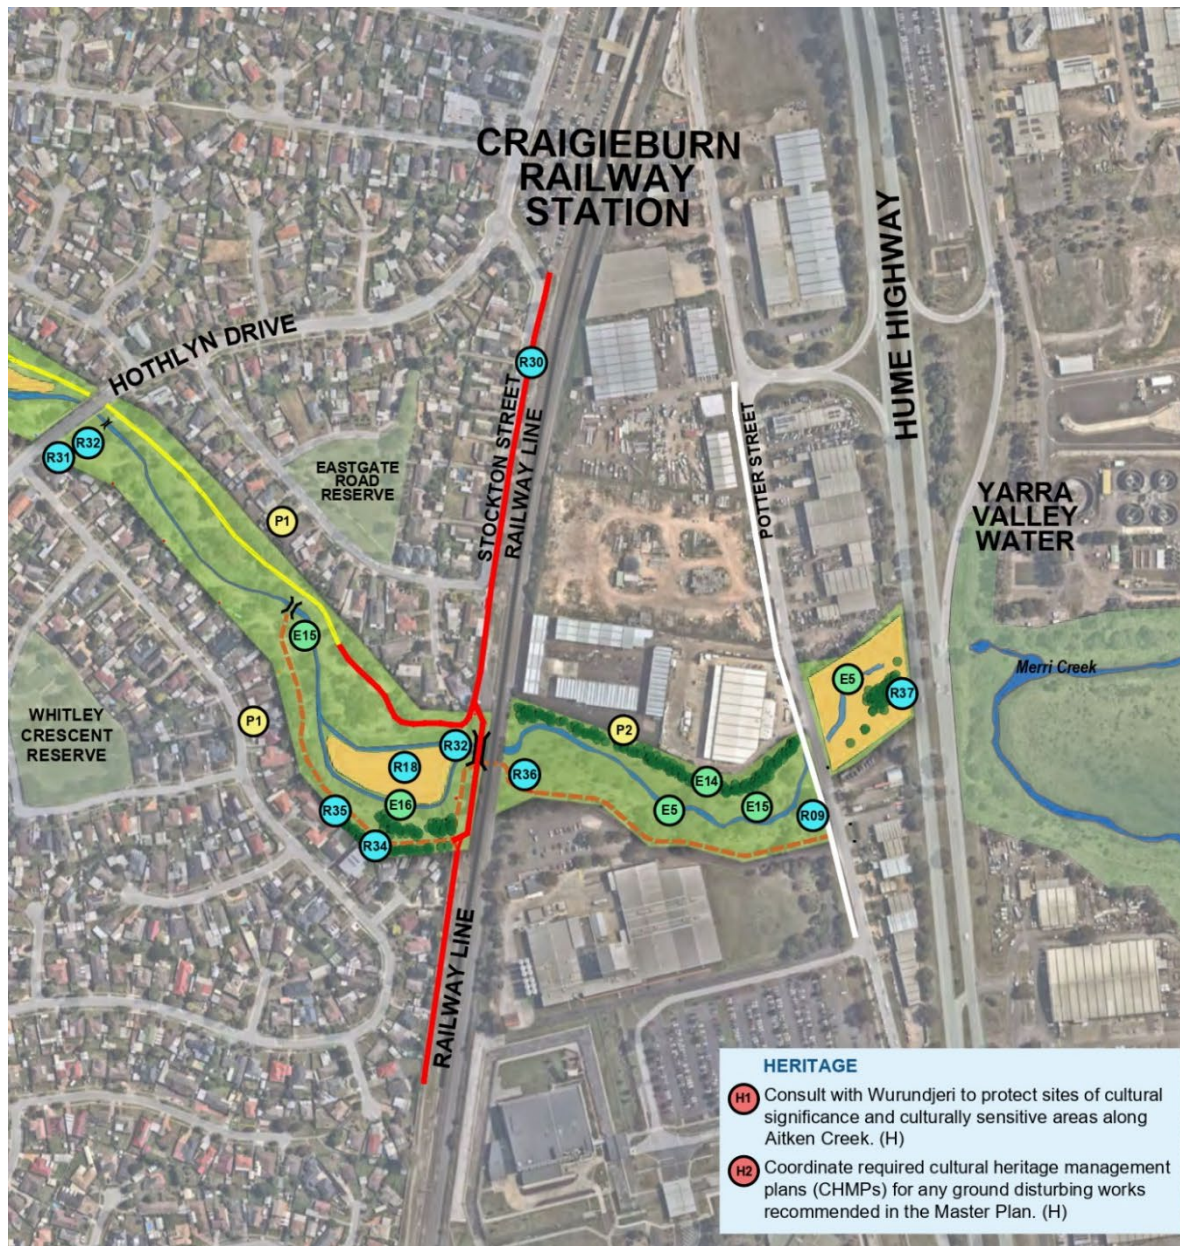 CRAIGIEBURN
RAILWAY
STATION
HUME HIGHWAY
HOTHLYN DRIVE
R30
STOCKTON STREET
RAILWAY LINE
POTTER STREET
R31
R32
EASTGATE
ROAD
RESERVE
YARRA
VALLEY
WATER
P1
E15
Merri Creek
E5
R37
WHITLEY
CRESCENT
RESERVE
P1
P2
R32
R18
R36
E14
E16
E5
E15
R09
R35
R34
RAILWAY LINE
HERITAGE
H1 Consult with Wurundjeri to protect sites of cultural
significance and culturally sensitive areas along
Aitken Creek. (H)
H2 Coordinate required cultural heritage management
plans (CHMPs) for any ground disturbing works
recommended in the Master Plan. (H)